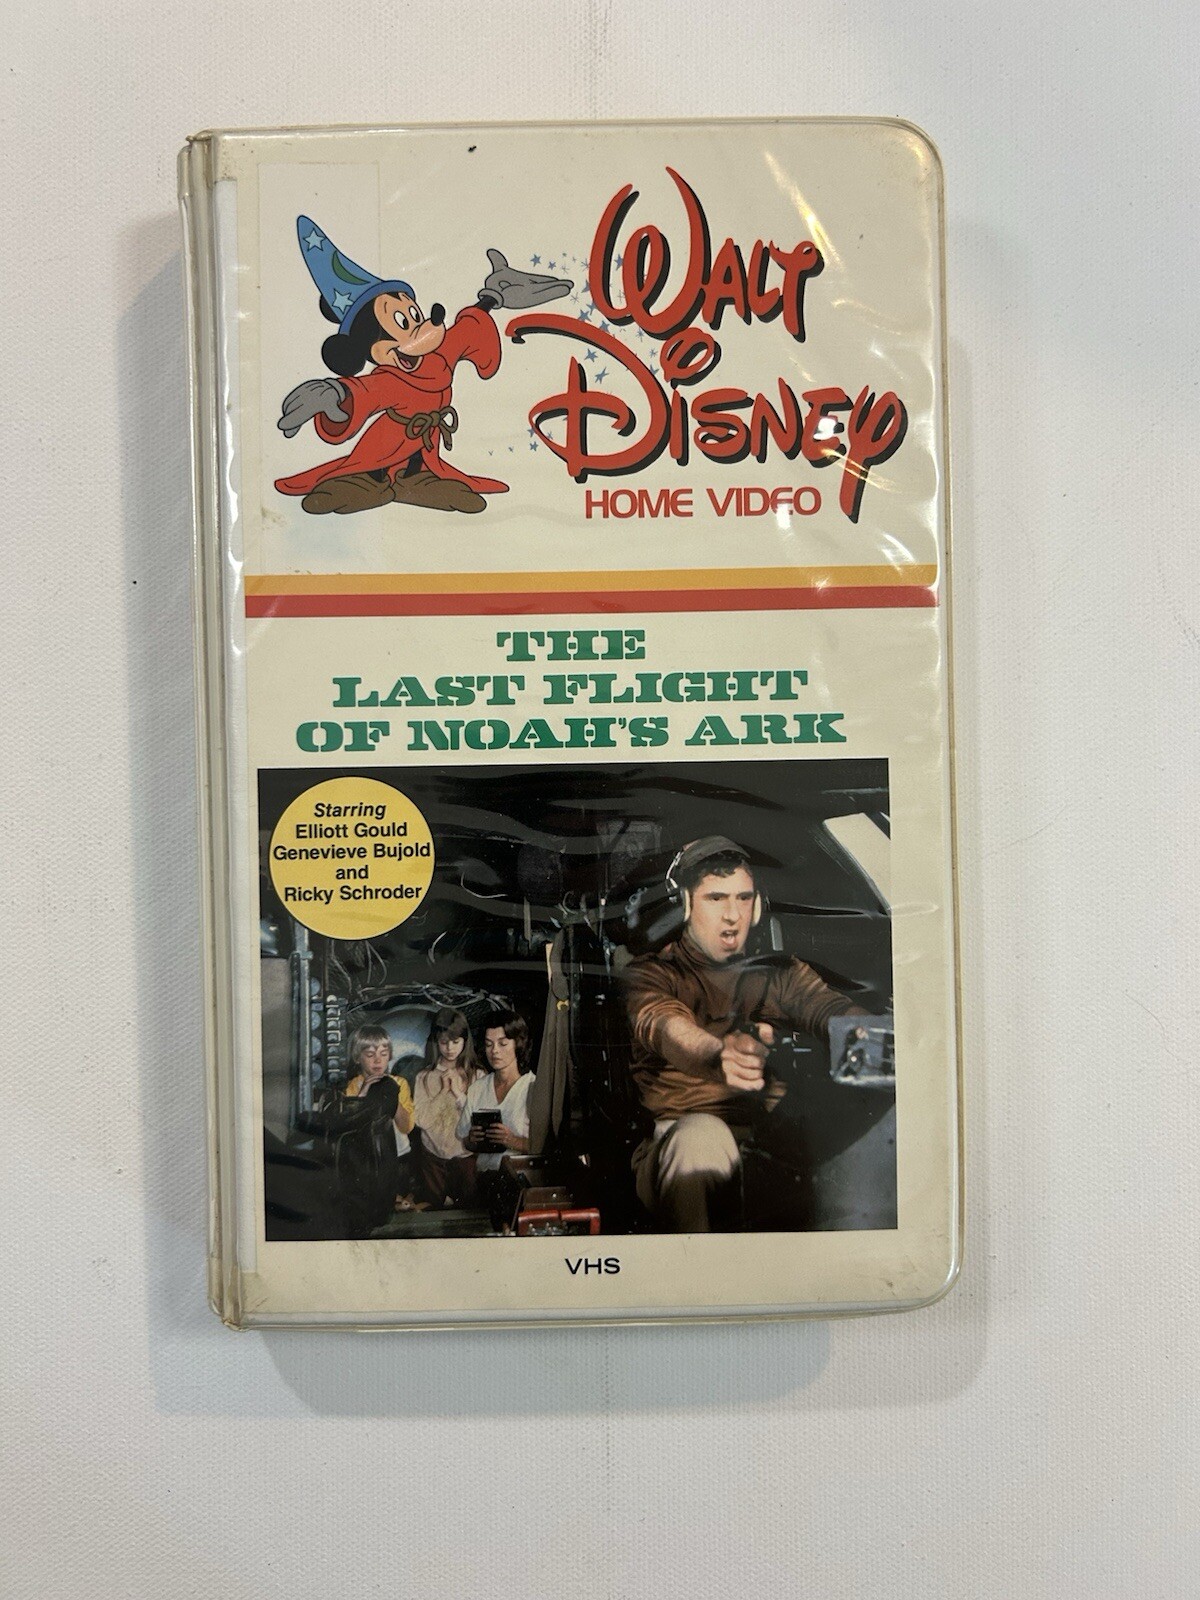 WALT
DISNEY
HOME VIDEO
THE
LAST FLIGHT
OF NOAH'S ARK
Starring
Elliott Gould
Genevieve Bujold
and
Ricky Schroder
VHS